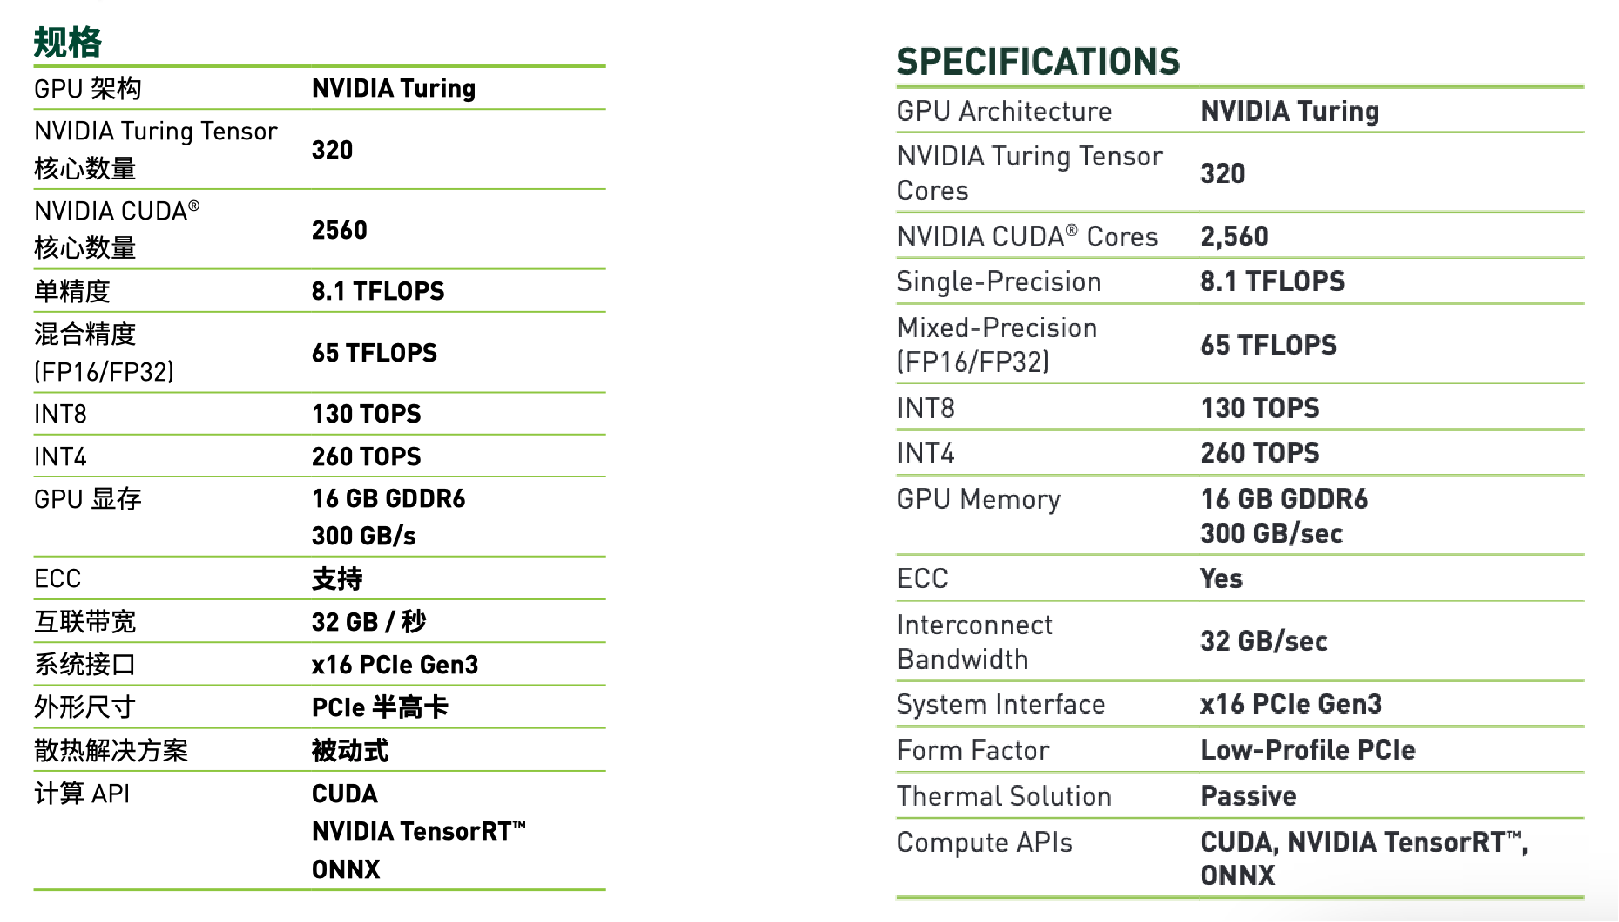 规格
GPU 架构 NVIDIA Turing
NVIDIA Turing Tensor
核心数量 320
NVIDIA CUDA®
核心数量 2560
单精度 8.1 TFLOPS
混合精度
(FP16/FP32) 65 TFLOPS
INT8 130 TOPS
INT4 260 TOPS
GPU 显存 16 GB GDDR6
300 GB/s
ECC 支持
互联带宽 32 GB / 秒
系统接口 x16 PCIe Gen3
外形尺寸 PCIe 半高卡
散热解决方案 被动式
计算 API CUDA
NVIDIA TensorRT™
ONNX
SPECIFICATIONS
GPU Architecture NVIDIA Turing
NVIDIA Turing Tensor
Cores 320
NVIDIA CUDA® Cores 2,560
Single-Precision 8.1 TFLOPS
Mixed-Precision
(FP16/FP32) 65 TFLOPS
INT8 130 TOPS
INT4 260 TOPS
GPU Memory 16 GB GDDR6
300 GB/sec
ECC Yes
Interconnect
Bandwidth 32 GB/sec
System Interface x16 PCIe Gen3
Form Factor Low-Profile PCIe
Thermal Solution Passive
Compute APIs CUDA, NVIDIA TensorRT™,
ONNX